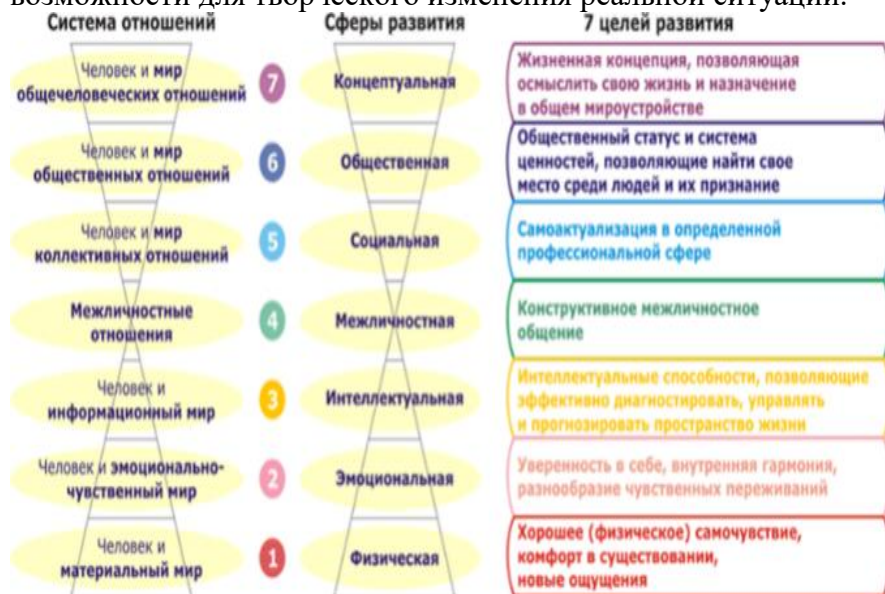 возможности для творческого изменения реальной ситуации.
Система отношений
Сферы развития
7 целей развития
Человек и мир
общечеловеческих отношений
7
Концептуальная
Жизненная концепция, позволяющая
осмыслить свою жизнь и назначение
в общем мироустройстве
Человек и мир
общественных отношений
6
Общественная
Общественный статус и система
ценностей, позволяющие найти свое
место среди людей и их признание
Человек и мир
коллективных отношений
5
Социальная
Самоактуализация в определенной
профессиональной сфере
Межличностные
отношения
4
Межличностная
Конструктивное межличностное
общение
Человек и
информационный мир
3
Интеллектуальная
Интеллектуальные способности, позволяющие
эффективно диагностировать, управлять
и прогнозировать пространство жизни
Человек и эмоционально-
чувственный мир
2
Эмоциональная
Уверенность в себе, внутренняя гармония,
разнообразие чувственных переживаний
Человек и
материальный мир
1
Физическая
Хорошее (физическое) самочувствие,
комфорт в существовании,
новые ощущения